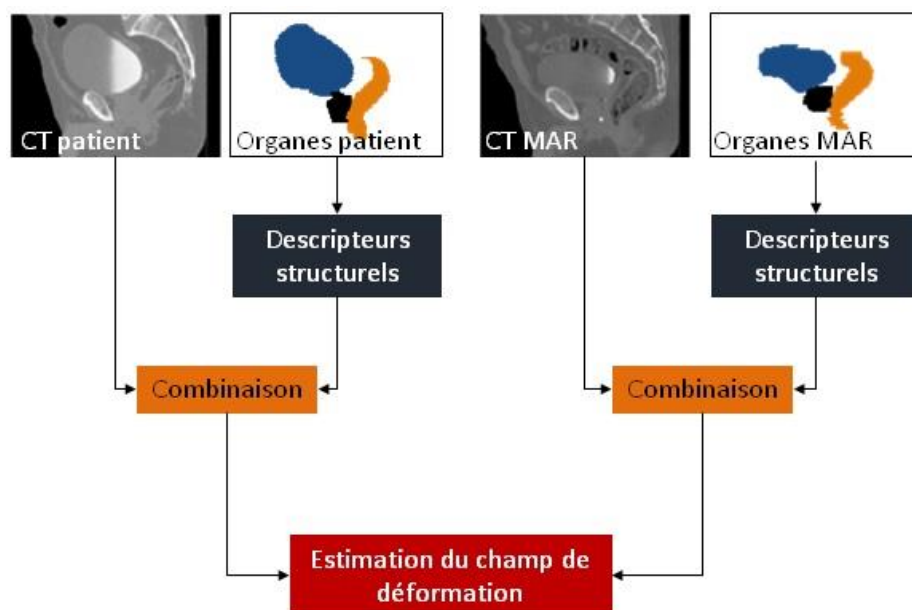 CT patient
Organes patient
CT MAR
Organes MAR
Descripteurs
structurels
Descripteurs
structurels
Combinaison
Combinaison
Estimation du champ de
déformation